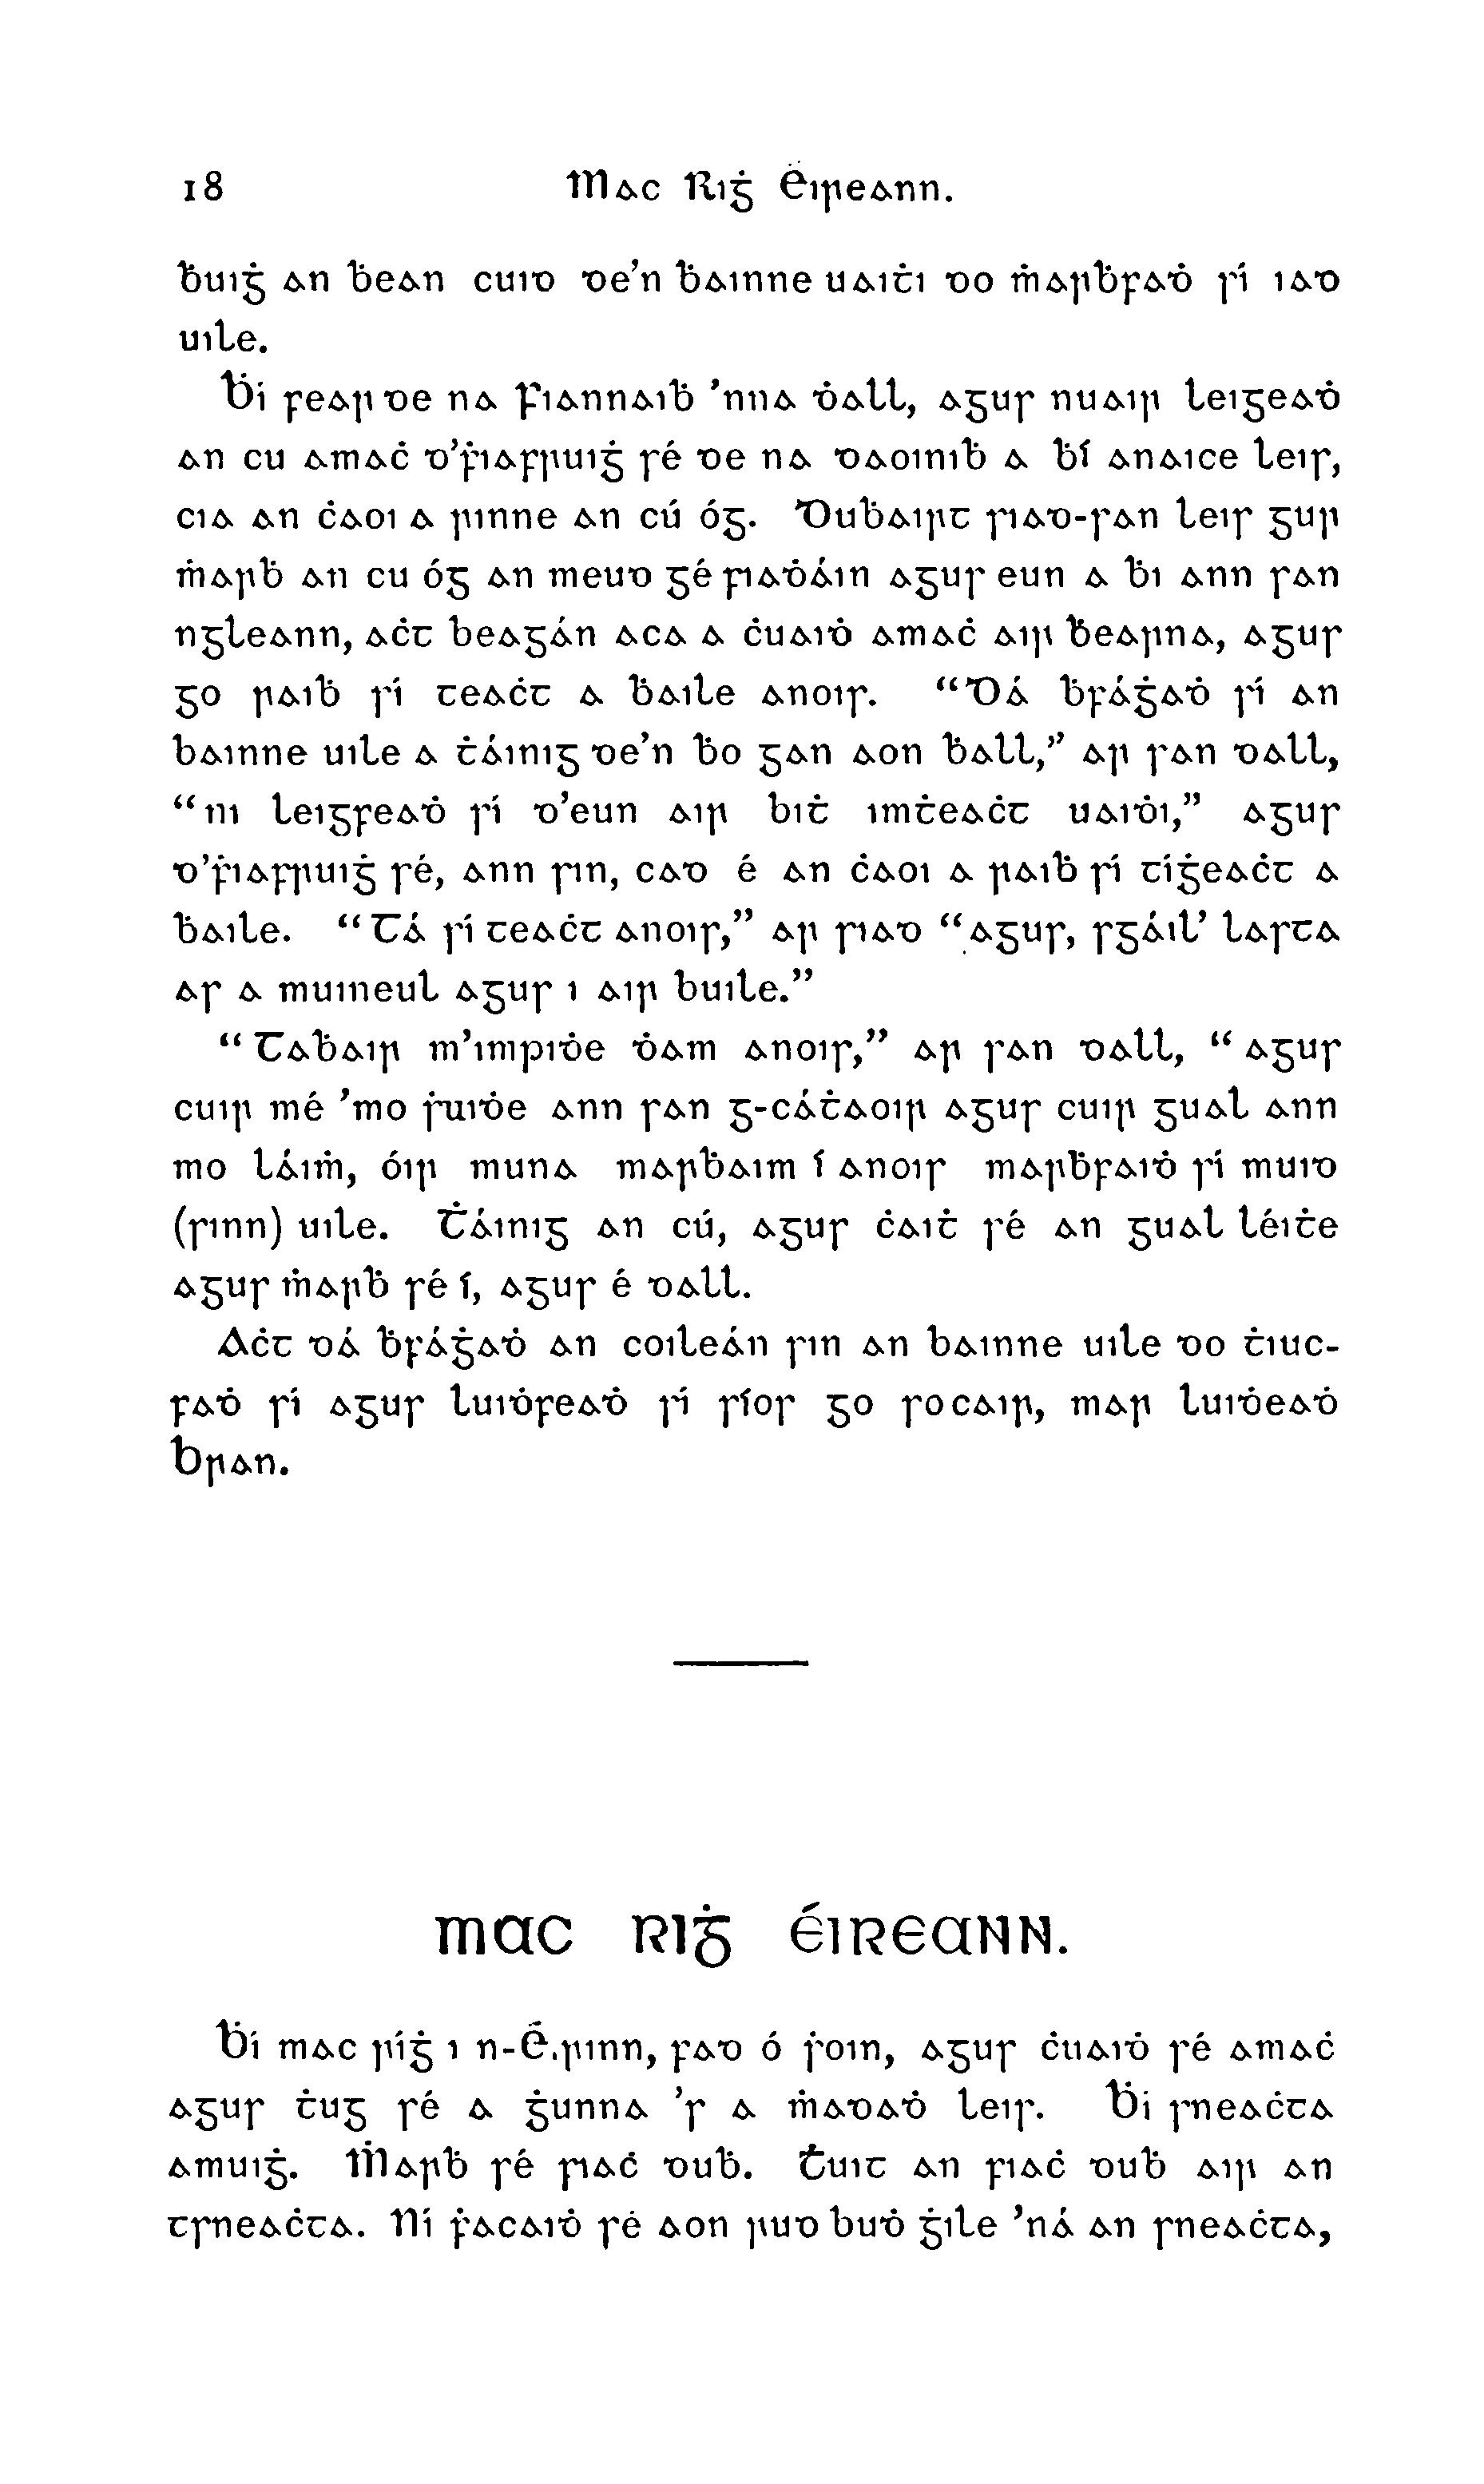 18 Mac Riġ Éireann.
ḃuiġ an ḃean cuid de'n ḃainne uaiṫi do ṁarḃfaḋ sí iad
uile.
Ḃi fear de na Fiannaiḃ 'nna ḋall, agus nuair leigeaḋ
an cu amaċ d'ḟiafruiġ sé de na daoiniḃ a ḃí anaice leis,
cia an ċaoi a rinne an cú óg. Duḃairt siad-san leis gur
ṁarḃ an cu óg an meud gé fiaḋáin agus eun a ḃi ann san
ngleann, aċt beagán aca a ċuaiḋ amaċ air ḃearna, agus
go raiḃ sí teaċt a ḃaile anois. "Dá ḃfáġaḋ sí an
bainne uile a ṫáinig de'n ḃo gan aon ḃall," ar san dall,
"ni leigfeaḋ sí d'eun air biṫ imṫeaċt uaiḋi," agus
d'ḟiafruiġ sé, ann sin, cad é an ċaoi a raiḃ sí tíġeaċt a
ḃaile. "Tá sí teaċt anois," ar siad "agus, sgáil' lasta
as a muineul agus i air buile."
"Taḃair m'impiḋe ḋam anois," ar san dall, "agus
cuir mé 'mo ṡuiḋe ann san g-cáṫaoir agus cuir gual ann
mo láiṁ, óir muna marḃaim í anois marḃfaiḋ sí muid
(sinn) uile. Ṫáinig an cú, agus ċaiṫ sé an gual léiṫe
agus ṁarḃ sé í, agus é dall.
Aċt dá ḃfáġaḋ an coileán sin an bainne uile do ṫiuc-
faḋ sí agus luiḋfeaḋ sí síos go socair, mar luiḋeaḋ
Bran.
MAC RIĠ ÉIREANN.
Ḃí mac ríġ i n-Éirinn, fad ó ṡoin, agus ċuaiḋ sé amaċ
agus ṫug sé a ġunna 's a ṁadaḋ leis. Ḃi sneaċta
amuiġ. Ṁarḃ sé fiaċ duḃ. Ṫuit an fiaċ duḃ air an
tsneaċta. Ní ḟacaiḋ sé aon rud buḋ ġile 'ná an sneaċta,